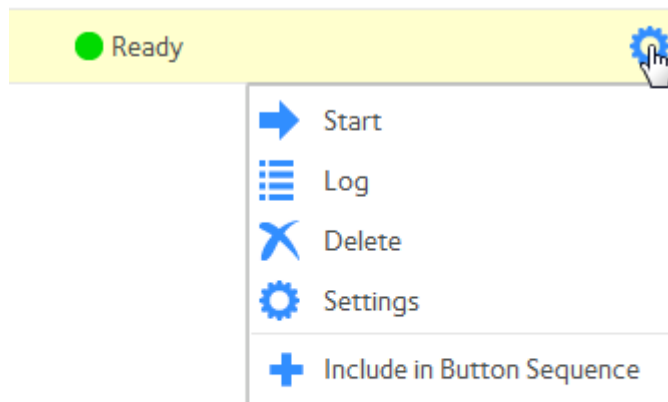 Ready
Start
Log
Delete
Settings
Include in Button Sequence